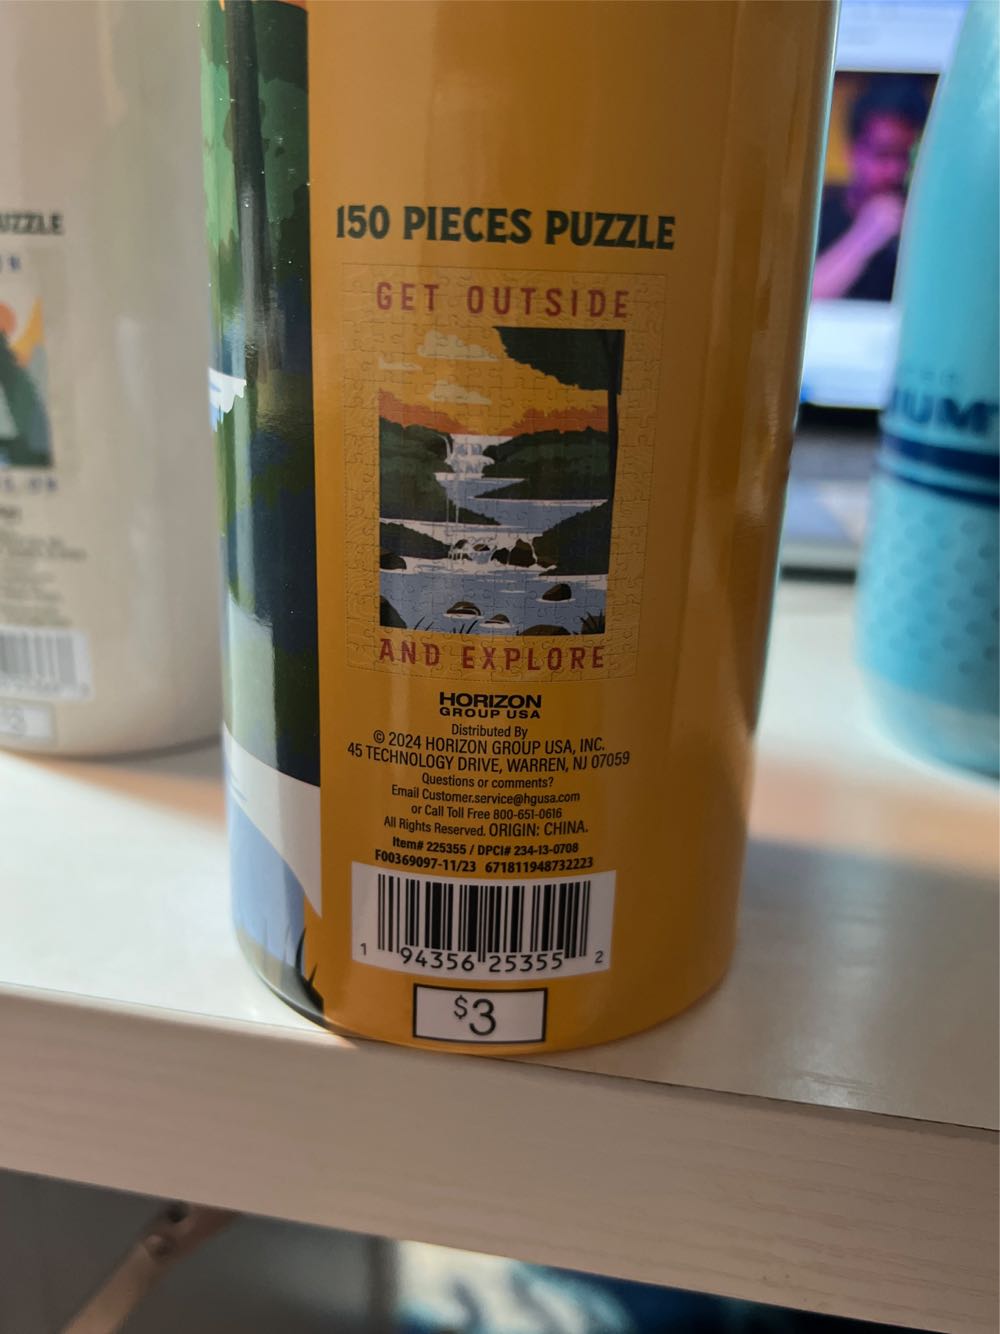 150 PIECES PUZZLE
GET OUTSIDE
AND EXPLORE
HORIZON
GROUP USA
Distributed By
© 2024 HORIZON GROUP USA, INC.
45 TECHNOLOGY DRIVE, WARREN, NJ 07059
Questions or comments?
Email Customer.service@hgusa.com
or Call Toll Free 800-651-0616
All Rights Reserved. ORIGIN: CHINA.
Item# 225355 / DPCI# 234-13-0708
F00369097-11/23 671811948732223
1 94356 25355 2
$3